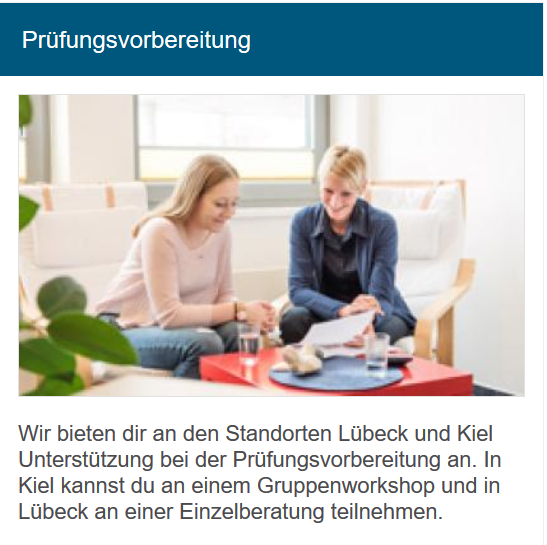 Prüfungsvorbereitung
Wir bieten dir an den Standorten Lübeck und Kiel
Unterstützung bei der Prüfungsvorbereitung an. In
Kiel kannst du an einem Gruppenworkshop und in
Lübeck an einer Einzelberatung teilnehmen.